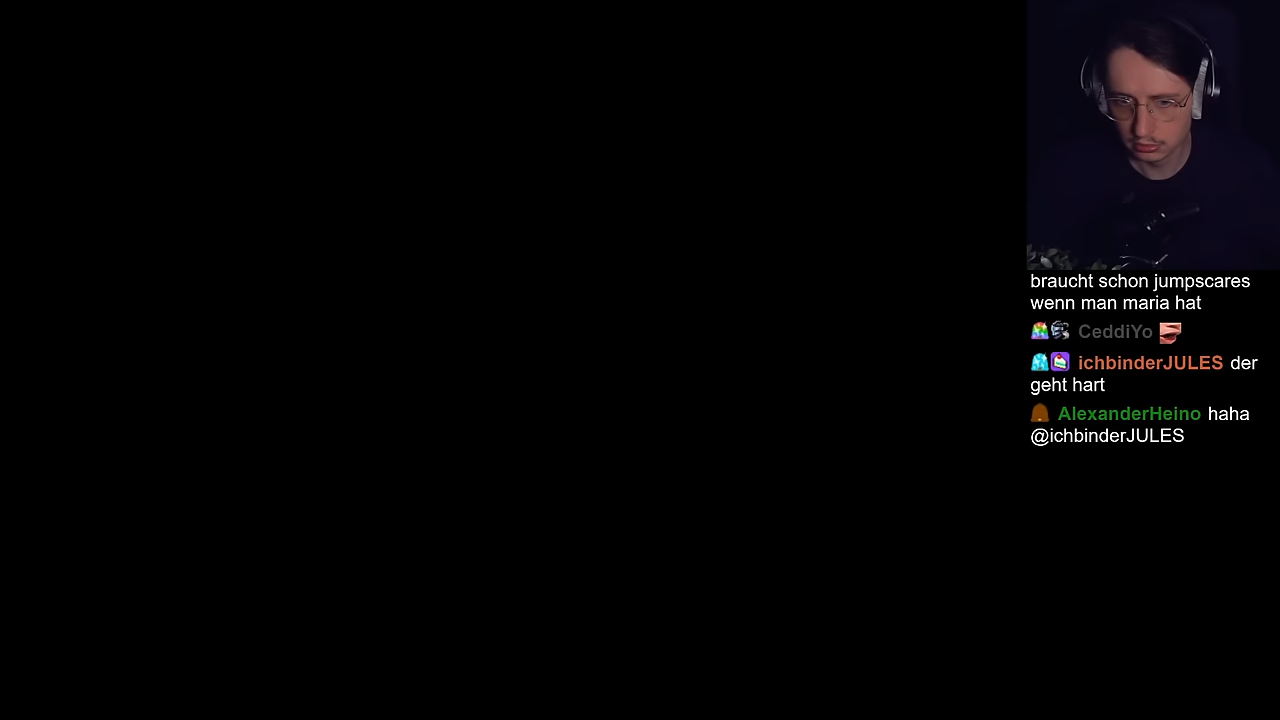 braucht schon jumpscares
wenn man maria hat
CeddiYo
ichbinderJULES der
geht hart
AlexanderHeino haha
@ichbinderJULES